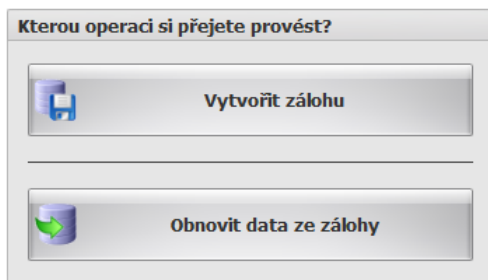 Kterou operaci si přejete provést?
Vytvořit zálohu
Obnovit data ze zálohy